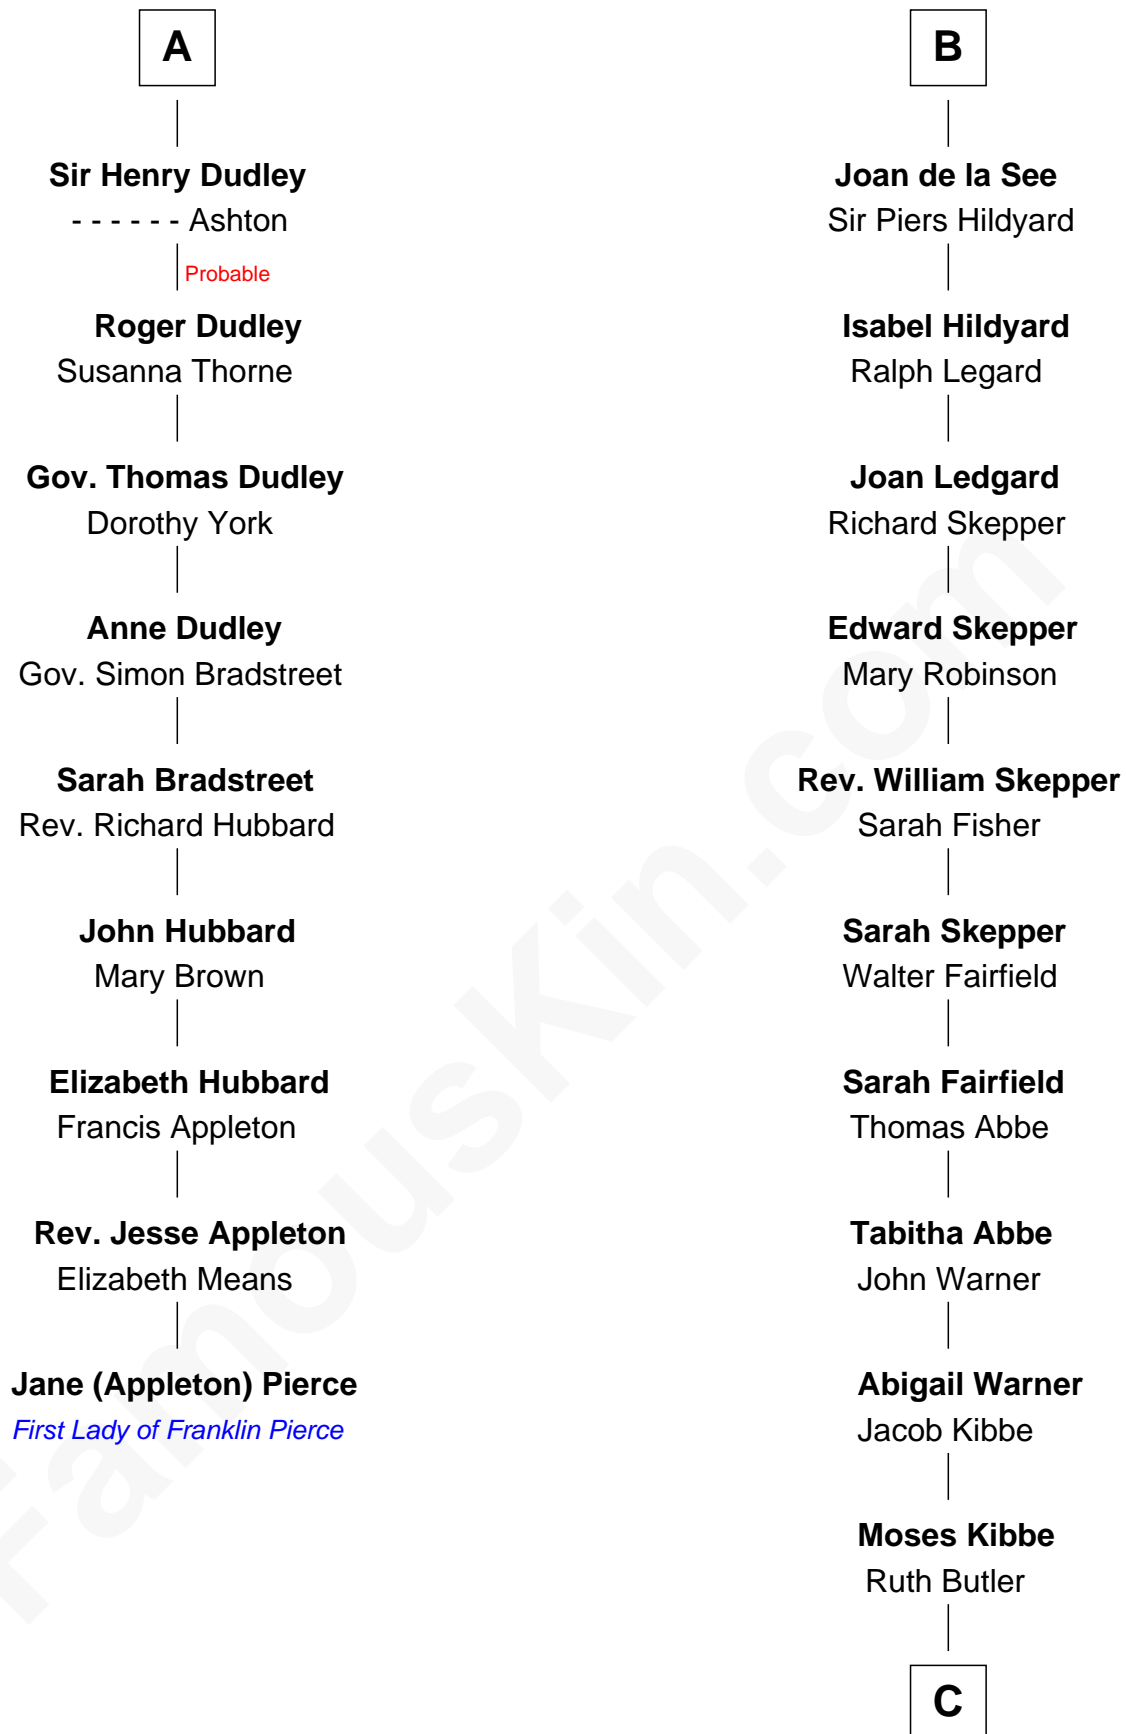 A
Sir Henry Dudley
- - - - - - Ashton
Probable
Roger Dudley
Susanna Thorne
Gov. Thomas Dudley
Dorothy York
Anne Dudley
Gov. Simon Bradstreet
Sarah Bradstreet
Rev. Richard Hubbard
John Hubbard
Mary Brown
Elizabeth Hubbard
Francis Appleton
Rev. Jesse Appleton
Elizabeth Means
Jane (Appleton) Pierce
First Lady of Franklin Pierce
B
Joan de la See
Sir Piers Hildyard
Isabel Hildyard
Ralph Legard
Joan Ledgard
Richard Skepper
Edward Skepper
Mary Robinson
Rev. William Skepper
Sarah Fisher
Sarah Skepper
Walter Fairfield
Sarah Fairfield
Thomas Abbe
Tabitha Abbe
John Warner
Abigail Warner
Jacob Kibbe
Moses Kibbe
Ruth Butler
C
FamousKin.com